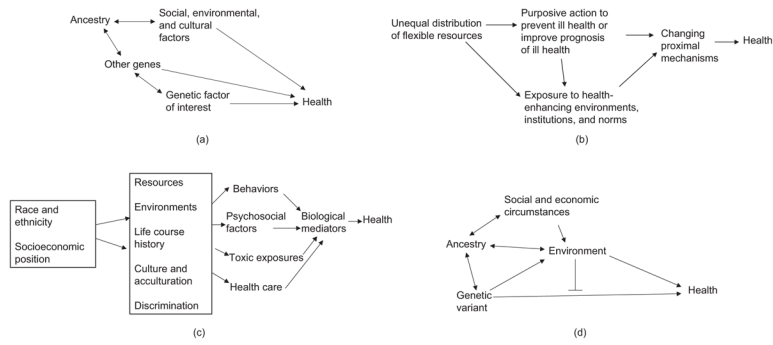 Ancestry
Social, environmental,
and cultural
factors
Other genes
Genetic factor
of interest
Health
(a)
Unequal distribution
of flexible resources
Purposive action to
prevent ill health or
improve prognosis
of ill health
Changing
proximal
mechanisms
Health
Exposure to health-
enhancing environments,
institutions, and norms
(b)
Race and
ethnicity
Socioeconomic
position
Resources
Environments
Life course
history
Culture and
acculturation
Discrimination
Behaviors
Psychosocial
factors
Toxic exposures
Health care
Biological
mediators
Health
(c)
Social and economic
circumstances
Ancestry
Environment
Genetic
variant
Health
(d)